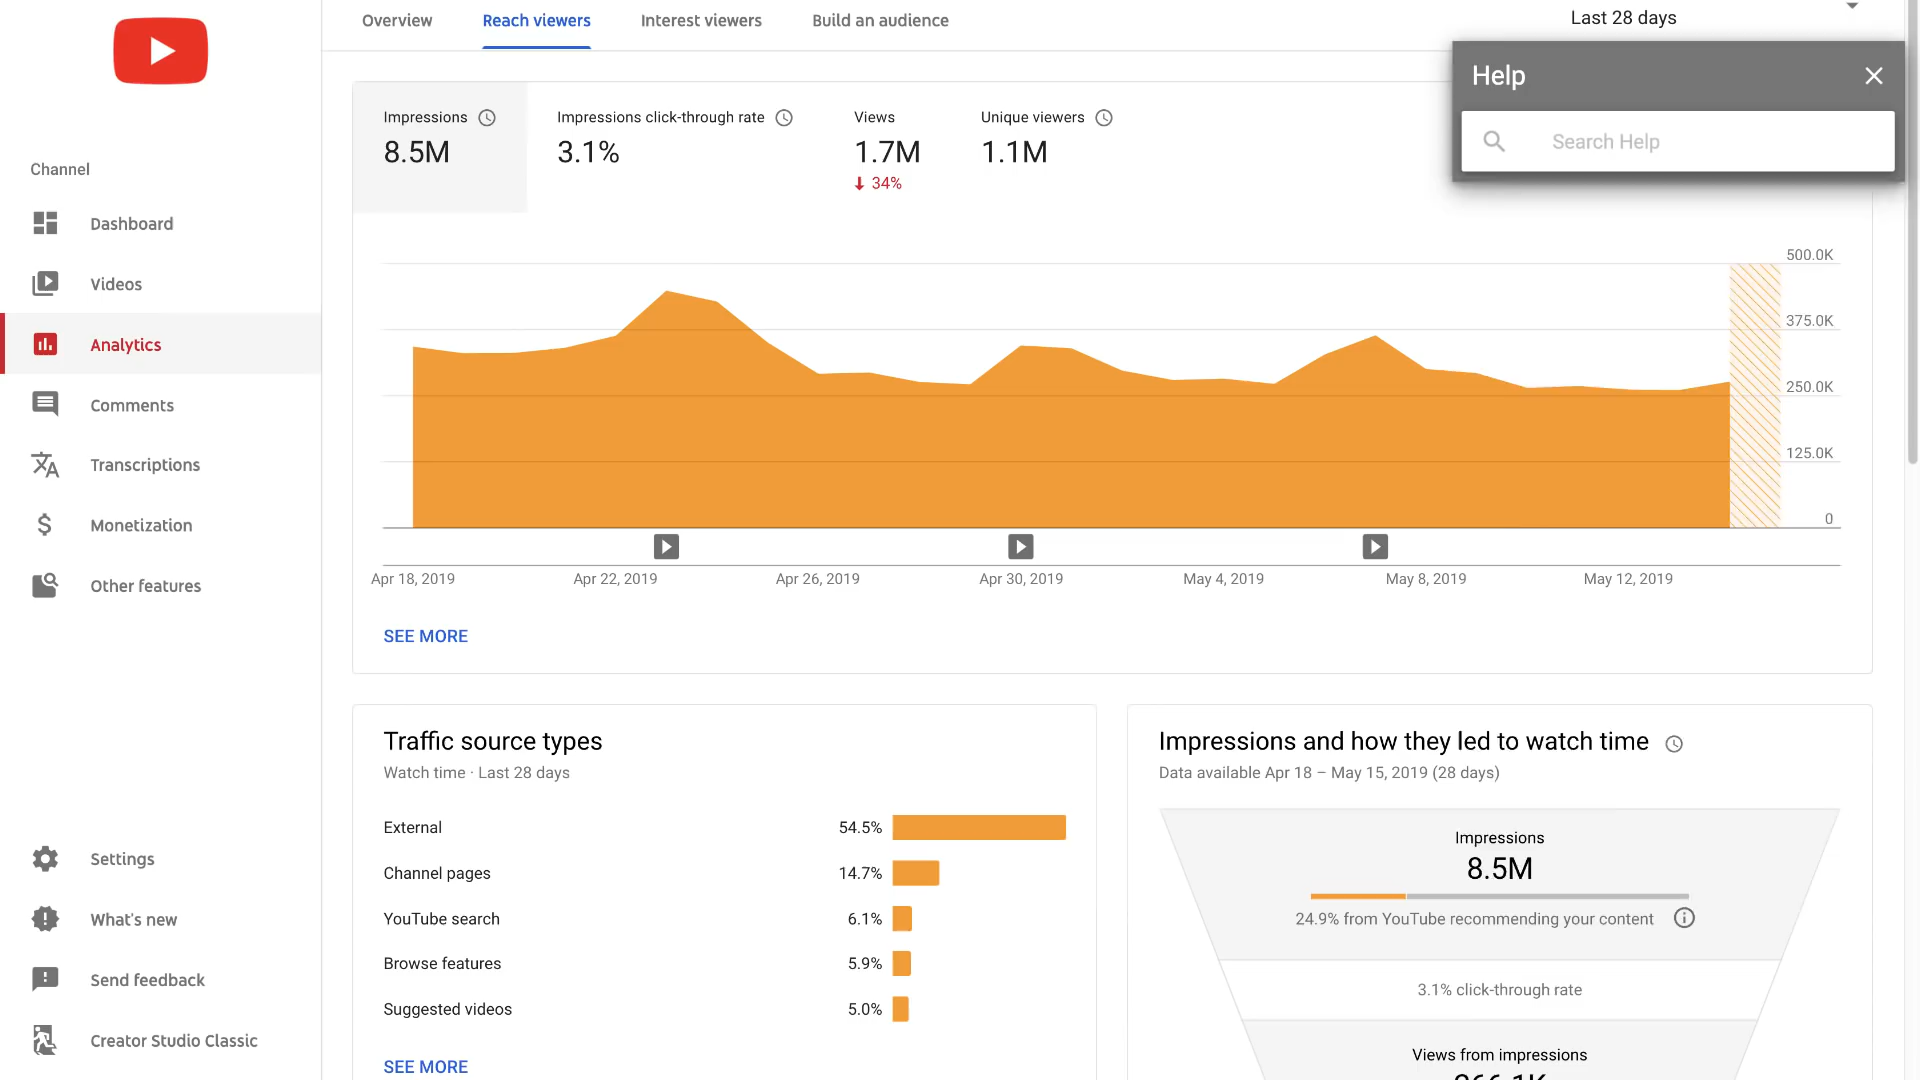 Overview
Reach viewers
Interest viewers
Build an audience
Last 28 days
Help
Search Help
Channel
Dashboard
Videos
Analytics
Comments
Transcriptions
Monetization
Other features
Settings
What's new
Send feedback
Creator Studio Classic
Impressions
8.5M
Impressions click-through rate
3.1%
Views
1.7M
34%
Unique viewers
1.1M
500.0K
375.0K
250.0K
125.0K
0
Apr 18, 2019
Apr 22, 2019
Apr 26, 2019
Apr 30, 2019
May 4, 2019
May 8, 2019
May 12, 2019
SEE MORE
Traffic source types
Watch time · Last 28 days
External 54.5%
Channel pages 14.7%
YouTube search 6.1%
Browse features 5.9%
Suggested videos 5.0%
SEE MORE
Impressions and how they led to watch time
Data available Apr 18 – May 15, 2019 (28 days)
Impressions
8.5M
24.9% from YouTube recommending your content
3.1% click-through rate
Views from impressions